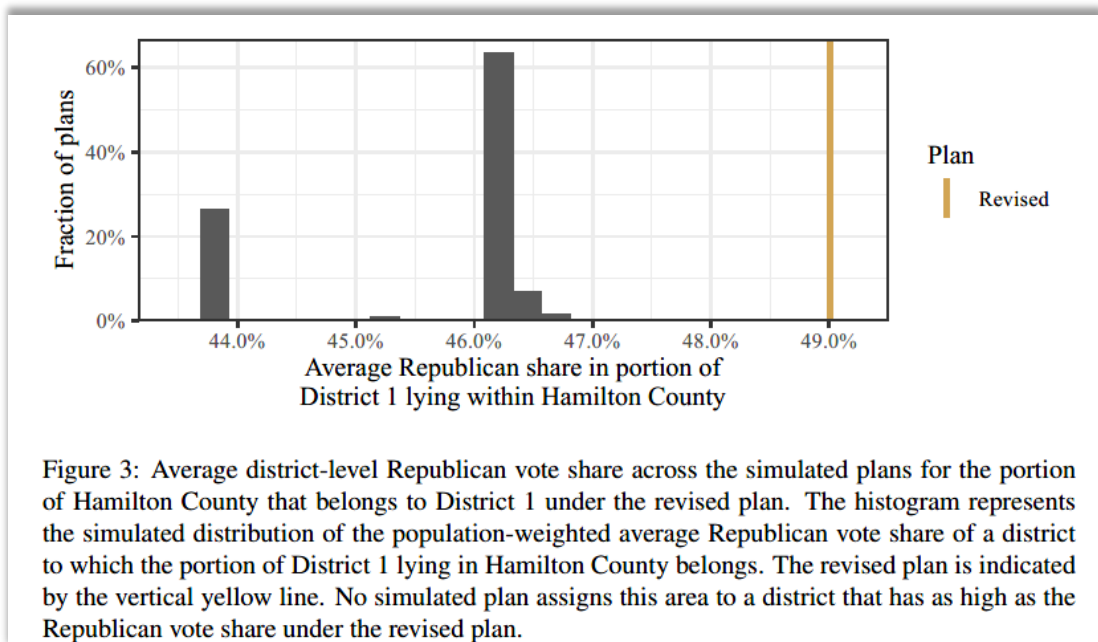 60%
40%
20%
0%
Fraction of plans
44.0% 45.0% 46.0% 47.0% 48.0% 49.0%
Average Republican share in portion of
District 1 lying within Hamilton County
Plan
Revised
Figure 3: Average district-level Republican vote share across the simulated plans for the portion
of Hamilton County that belongs to District 1 under the revised plan. The histogram represents
the simulated distribution of the population-weighted average Republican vote share of a district
to which the portion of District 1 lying in Hamilton County belongs. The revised plan is indicated
by the vertical yellow line. No simulated plan assigns this area to a district that has as high as the
Republican vote share under the revised plan.